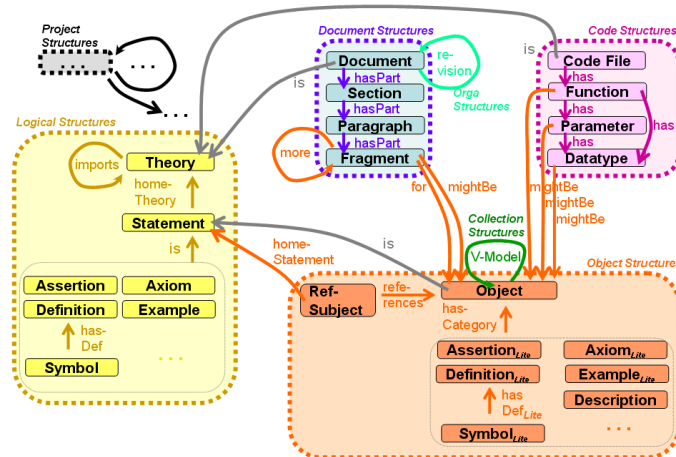 Project
Structures
. . .
. . .
. . .
Document Structures
Document
hasPart
Section
hasPart
Paragraph
hasPart
Fragment
re-
vision
Orga
Structures
more
is
for
mightBe
Code Structures
is
Code File
has
Function
has
Parameter
has
Datatype
has
mightBe
mightBe
mightBe
Logical Structures
imports
Theory
home-
Theory
Statement
is
Assertion
Axiom
Definition
Example
has-
Def
Symbol
. . .
home-
Statement
is
Collection
Structures
V-Model
Object Structures
Ref-
Subject
refe-
rences
Object
has-
Category
AssertionLite
AxiomLite
DefinitionLite
ExampleLite
has
DefLite
Description
SymbolLite
. . .